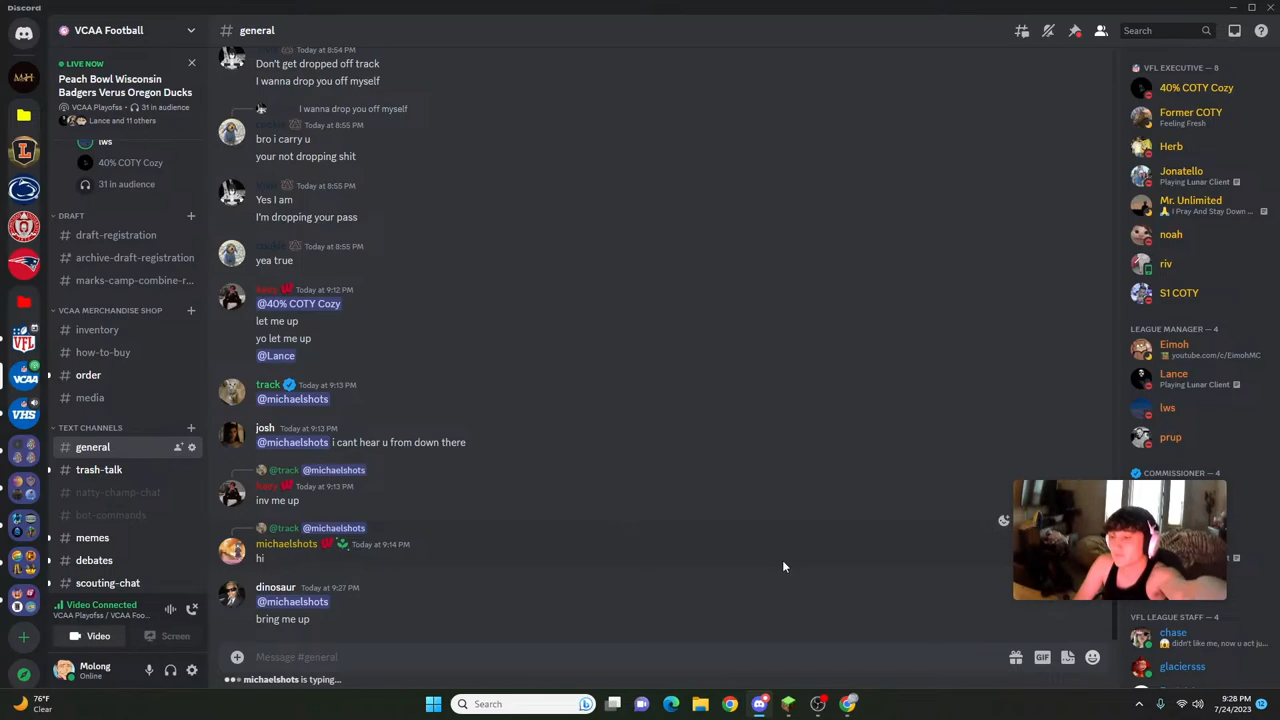 Discord
VCAA Football
general
Search
LIVE NOW
Peach Bowl Wisconsin
Badgers Verus Oregon Ducks
VCAA Playofss / 31 in audience
Lance and 11 others
lws
40% COTY Cozy
31 in audience
DRAFT
draft-registration
archive-draft-registration
marks-camp-combine-r...
VCAA MERCHANDISE SHOP
inventory
how-to-buy
order
media
TEXT CHANNELS
general
trash-talk
natty-champ-chat
bot-commands
memes
debates
scouting-chat
Video Connected
VCAA Playofss / VCAA Foo...
Video
Screen
Molong
Online
Today at 8:54 PM
Don't get dropped off track
I wanna drop you off myself
I wanna drop you off myself
Today at 8:55 PM
bro i carry u
your not dropping shit
Today at 8:55 PM
Yes I am
I'm dropping your pass
Today at 8:55 PM
yea true
Today at 9:12 PM
@40% COTY Cozy
let me up
yo let me up
@Lance
track Today at 9:13 PM
@michaelshots
josh Today at 9:13 PM
@michaelshots i cant hear u from down there
@track @michaelshots
Today at 9:13 PM
inv me up
@track @michaelshots
michaelshots Today at 9:14 PM
hi
dinosaur Today at 9:27 PM
@michaelshots
bring me up
Message #general
GIF
michaelshots is typing...
VFL EXECUTIVE — 8
40% COTY Cozy
Former COTY
Feeling Fresh
Herb
Jonatello
Playing Lunar Client
Mr. Unlimited
I Pray And Stay Down ...
noah
riv
S1 COTY
LEAGUE MANAGER — 4
Eimoh
youtube.com/c/EimohMC
Lance
Playing Lunar Client
lws
prup
COMMISSIONER — 4
VFL LEAGUE STAFF — 4
chase
didn't like me, now u act ju...
glaciersss
VFL
VCAA
VHS
76°F
Clear
Search
9:28 PM
7/24/2023